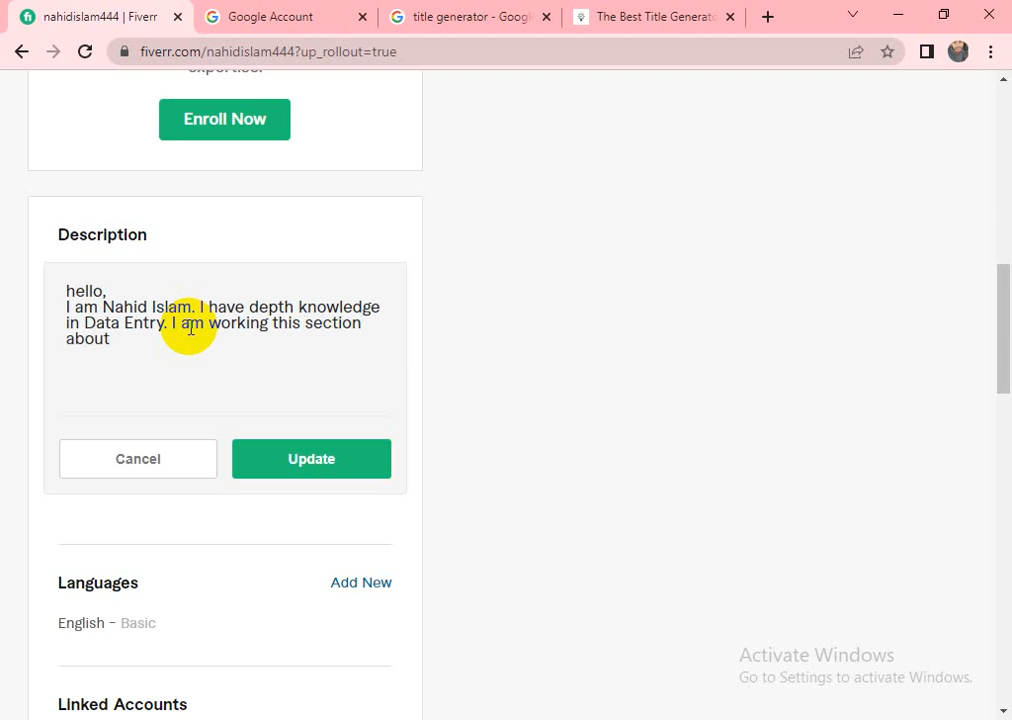 nahidislam444 | Fiverr
Google Account
title generator - Goog
The Best Title Generato
fiverr.com/nahidislam444?up_rollout=true
expertise.
Enroll Now
Description
hello,
I am Nahid Islam. I have depth knowledge
in Data Entry. I am working this section
about
Cancel
Update
Languages
Add New
English - Basic
Linked Accounts
Activate Windows
Go to Settings to activate Windows.